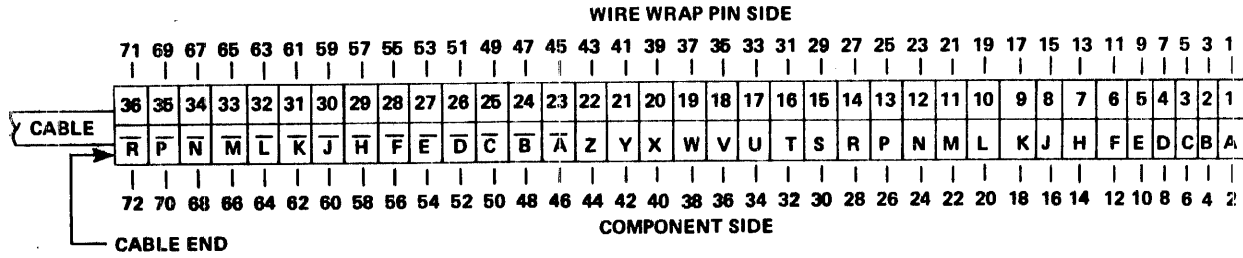 WIRE WRAP PIN SIDE
71 69 67 65 63 61 59 57 55 53 51 49 47 45 43 41 39 37 35 33 31 29 27 25 23 21 19 17 15 13 11 9 7 5 3 1
36 35 34 33 32 31 30 29 28 27 26 25 24 23 22 21 20 19 18 17 16 15 14 13 12 11 10 9 8 7 6 5 4 3 2 1
CABLE
R̅ P̅ N̅ M̅ L̅ K̅ J̅ H̅ F̅ E̅ D̅ C̅ B̅ A̅ Z Y X W V U T S R P N M L K J H F E D C B A
72 70 68 66 64 62 60 58 56 54 52 50 48 46 44 42 40 38 36 34 32 30 28 26 24 22 20 18 16 14 12 10 8 6 4 2
COMPONENT SIDE
CABLE END